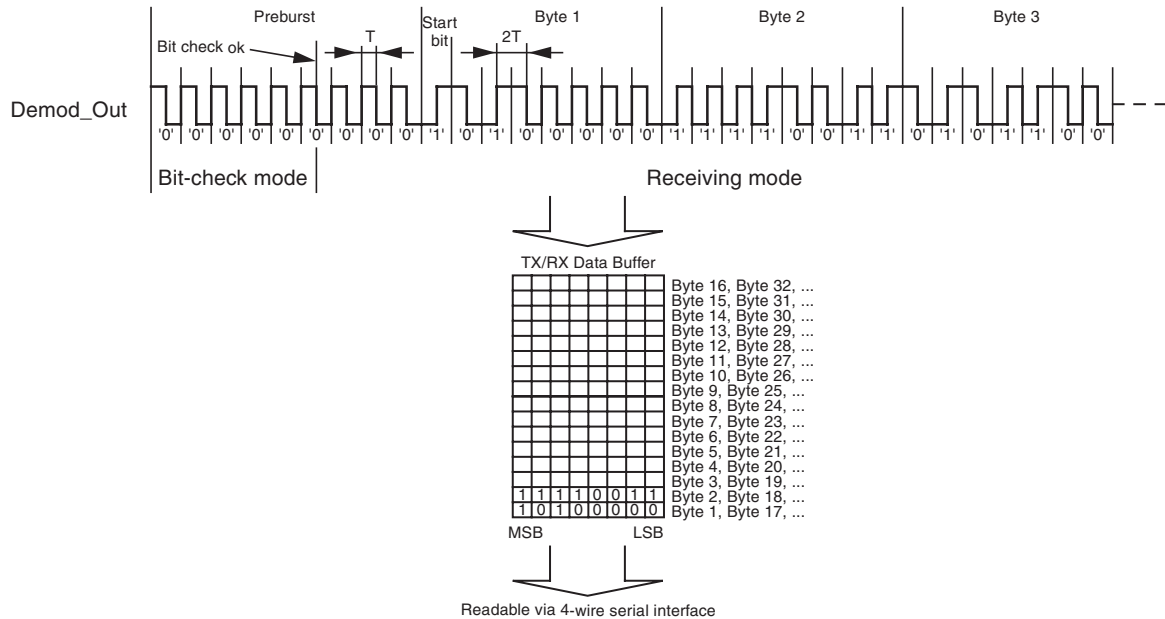 Preburst Start bit Byte 1 Byte 2 Byte 3
Bit check ok T 2T
Demod_Out
'0' '0' '0' '0' '0' '0' '0' '0' '0' '1' '0' '1' '0' '0' '0' '0' '0' '1' '1' '1' '1' '0' '0' '1' '1' '0' '1' '0' '1' '1' '0' '0'
Bit-check mode Receiving mode
TX/RX Data Buffer
Byte 16, Byte 32, ...
Byte 15, Byte 31, ...
Byte 14, Byte 30, ...
Byte 13, Byte 29, ...
Byte 12, Byte 28, ...
Byte 11, Byte 27, ...
Byte 10, Byte 26, ...
Byte 9, Byte 25, ...
Byte 8, Byte 24, ...
Byte 7, Byte 23, ...
Byte 6, Byte 22, ...
Byte 5, Byte 21, ...
Byte 4, Byte 20, ...
Byte 3, Byte 19, ...
1 1 1 1 0 0 1 1 Byte 2, Byte 18, ...
1 0 1 0 0 0 0 0 Byte 1, Byte 17, ...
MSB LSB
Readable via 4-wire serial interface